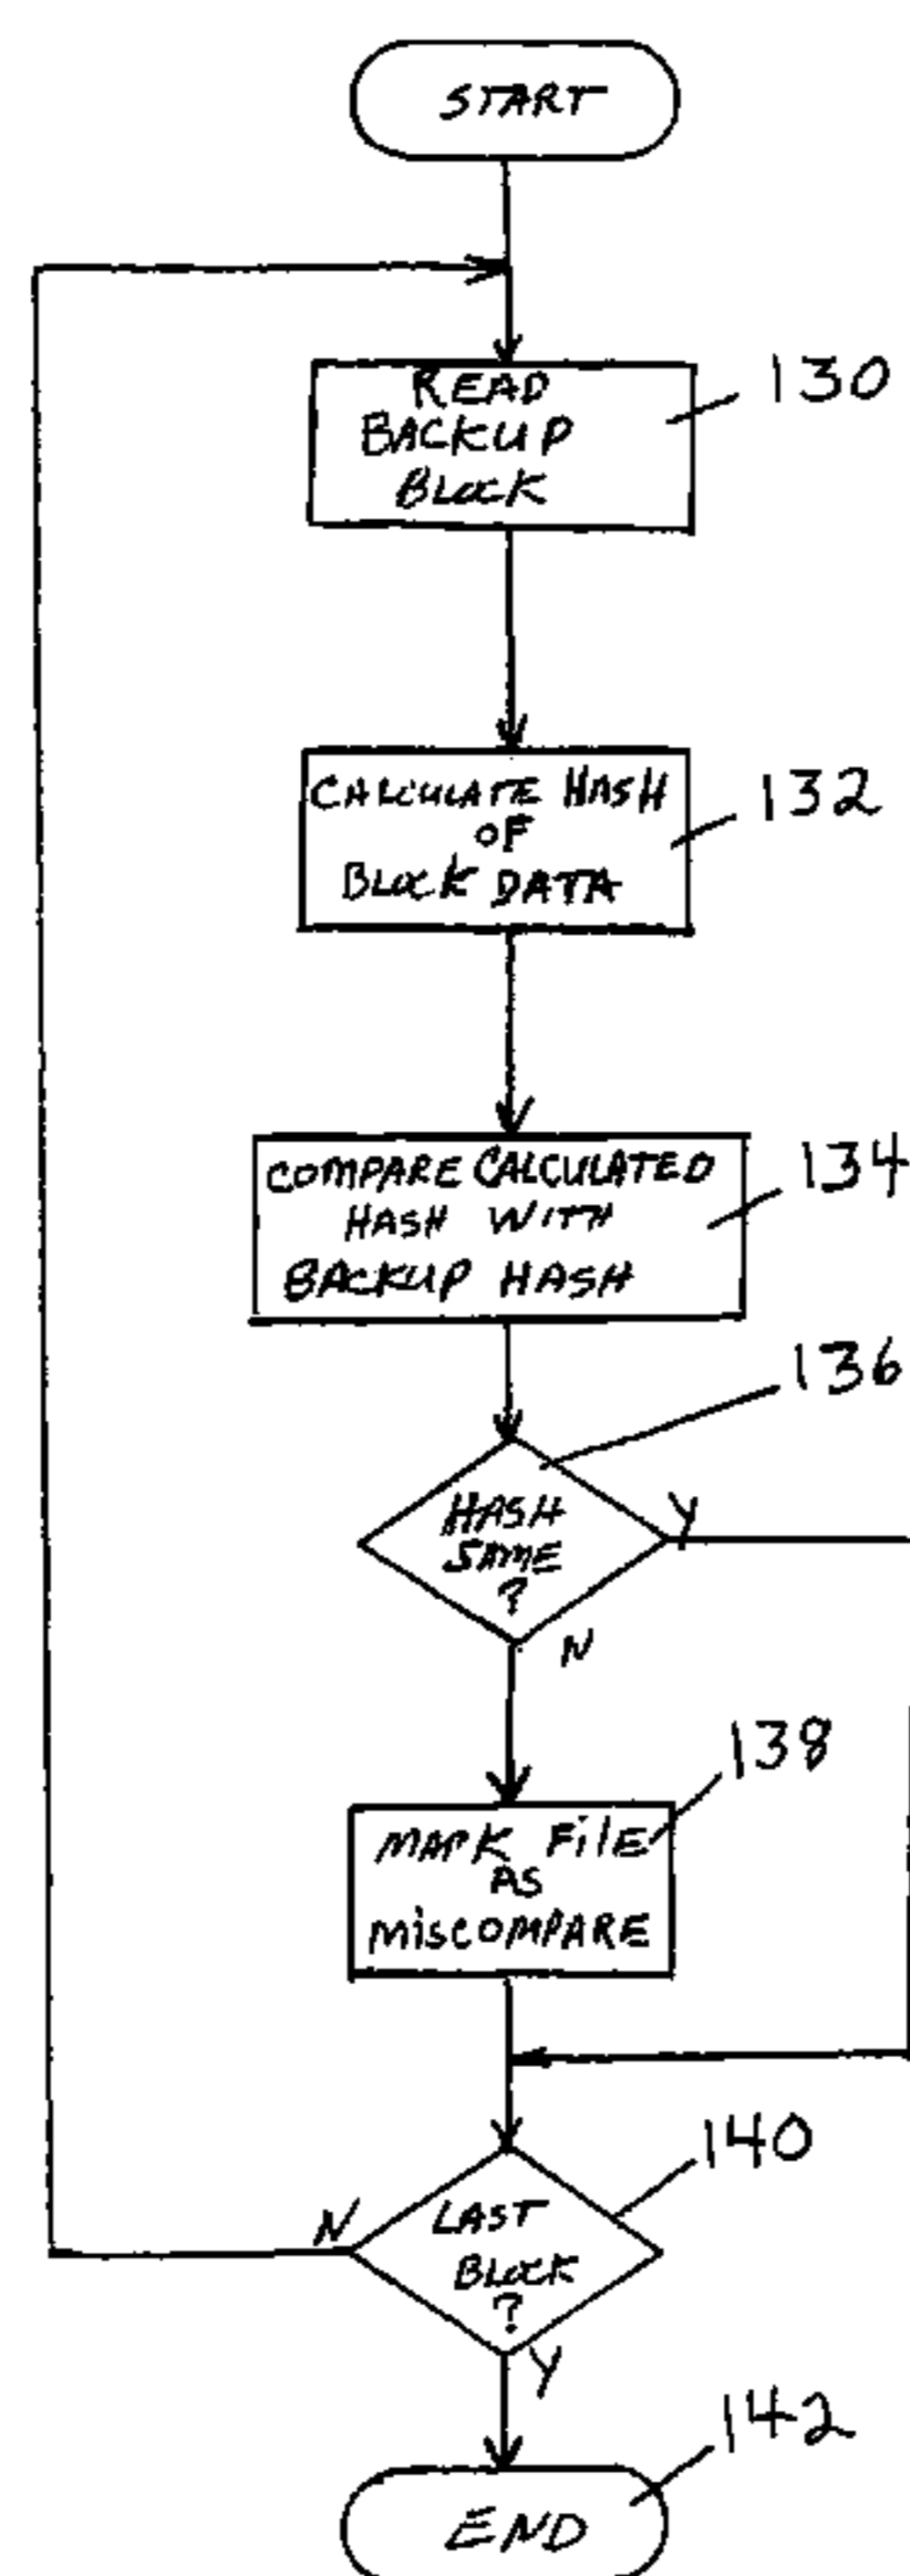 START
READ
130
BACKUP
BLOCK
CALCULATE HASH
132
OF
BLOCK DATA
COMPARE CALCULATED
134
HASH WITH
BACKUP HASH
136
HASH
SAME
?
Y
N
138
MARK FILE
AS
MISCOMPARE
140
LAST
N
BLOCK
?
Y
142
END